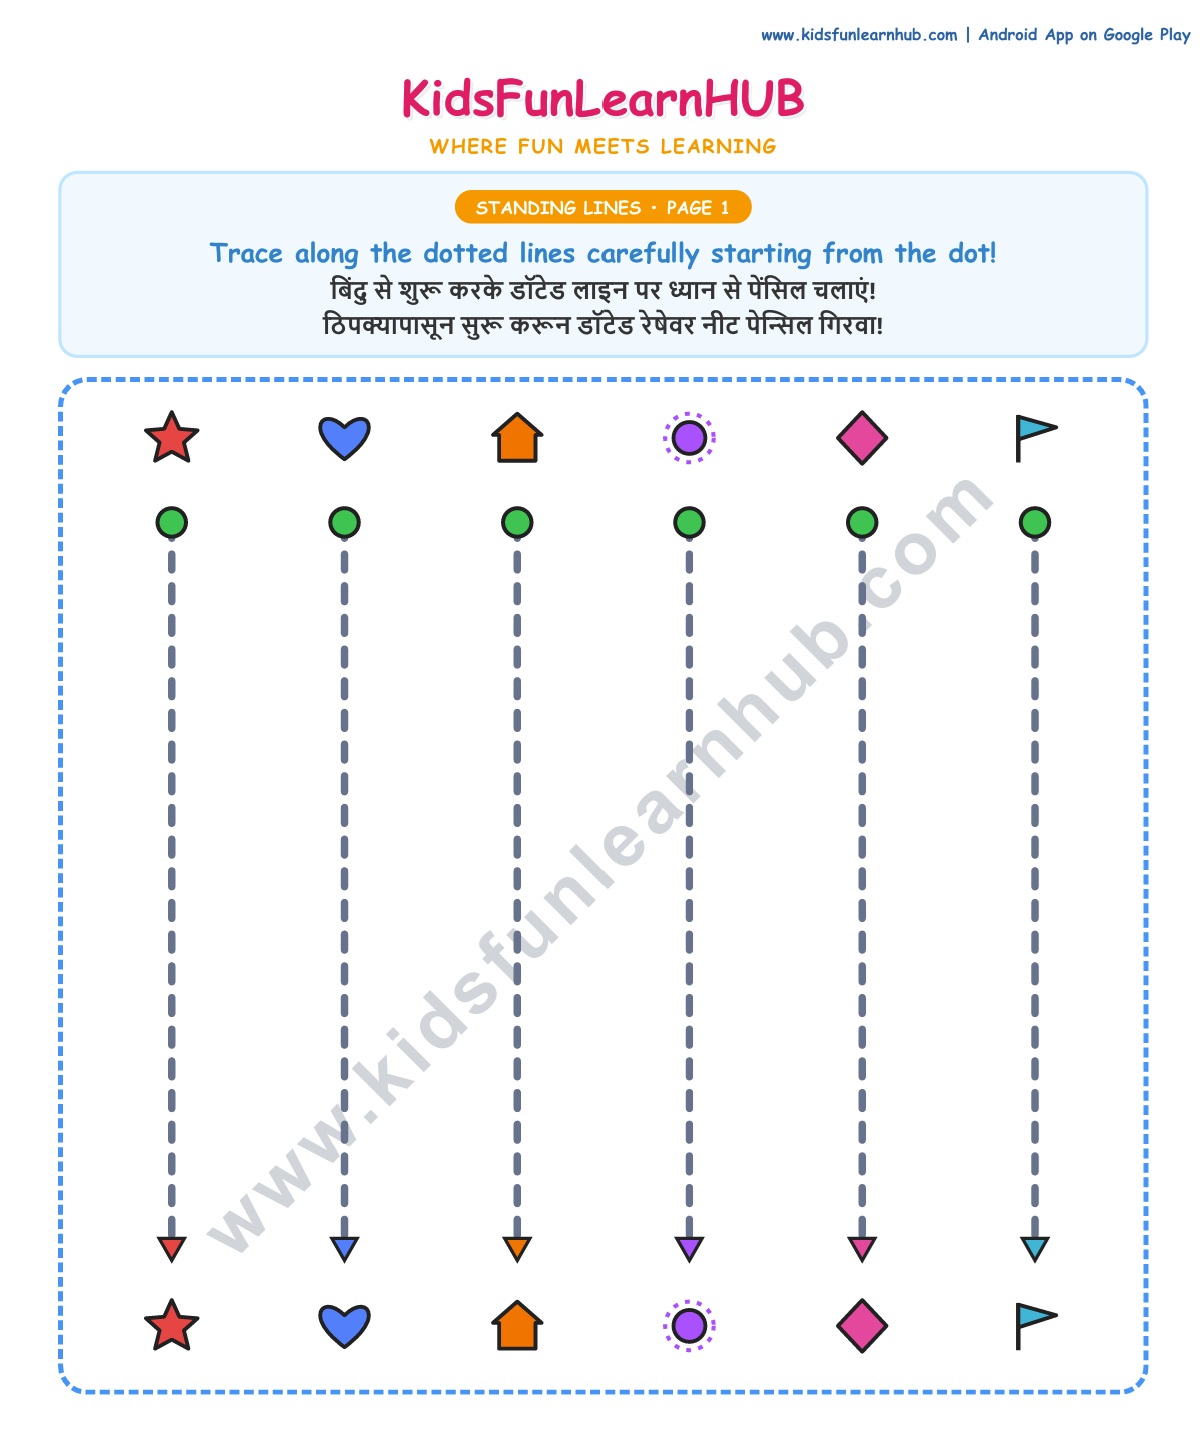 www.kidsfunlearnhub.com | Android App on Google Play
KidsFunLearnHUB
WHERE FUN MEETS LEARNING
STANDING LINES • PAGE 1
Trace along the dotted lines carefully starting from the dot!
बिंदु से शुरू करके डॉटेड लाइन पर ध्यान से पेंसिल चलाएं!
ठिपक्यापासून सुरू करून डॉटेड रेषेवर नीट पेन्सिल गिरवा!
www.kidsfunlearnhub.com